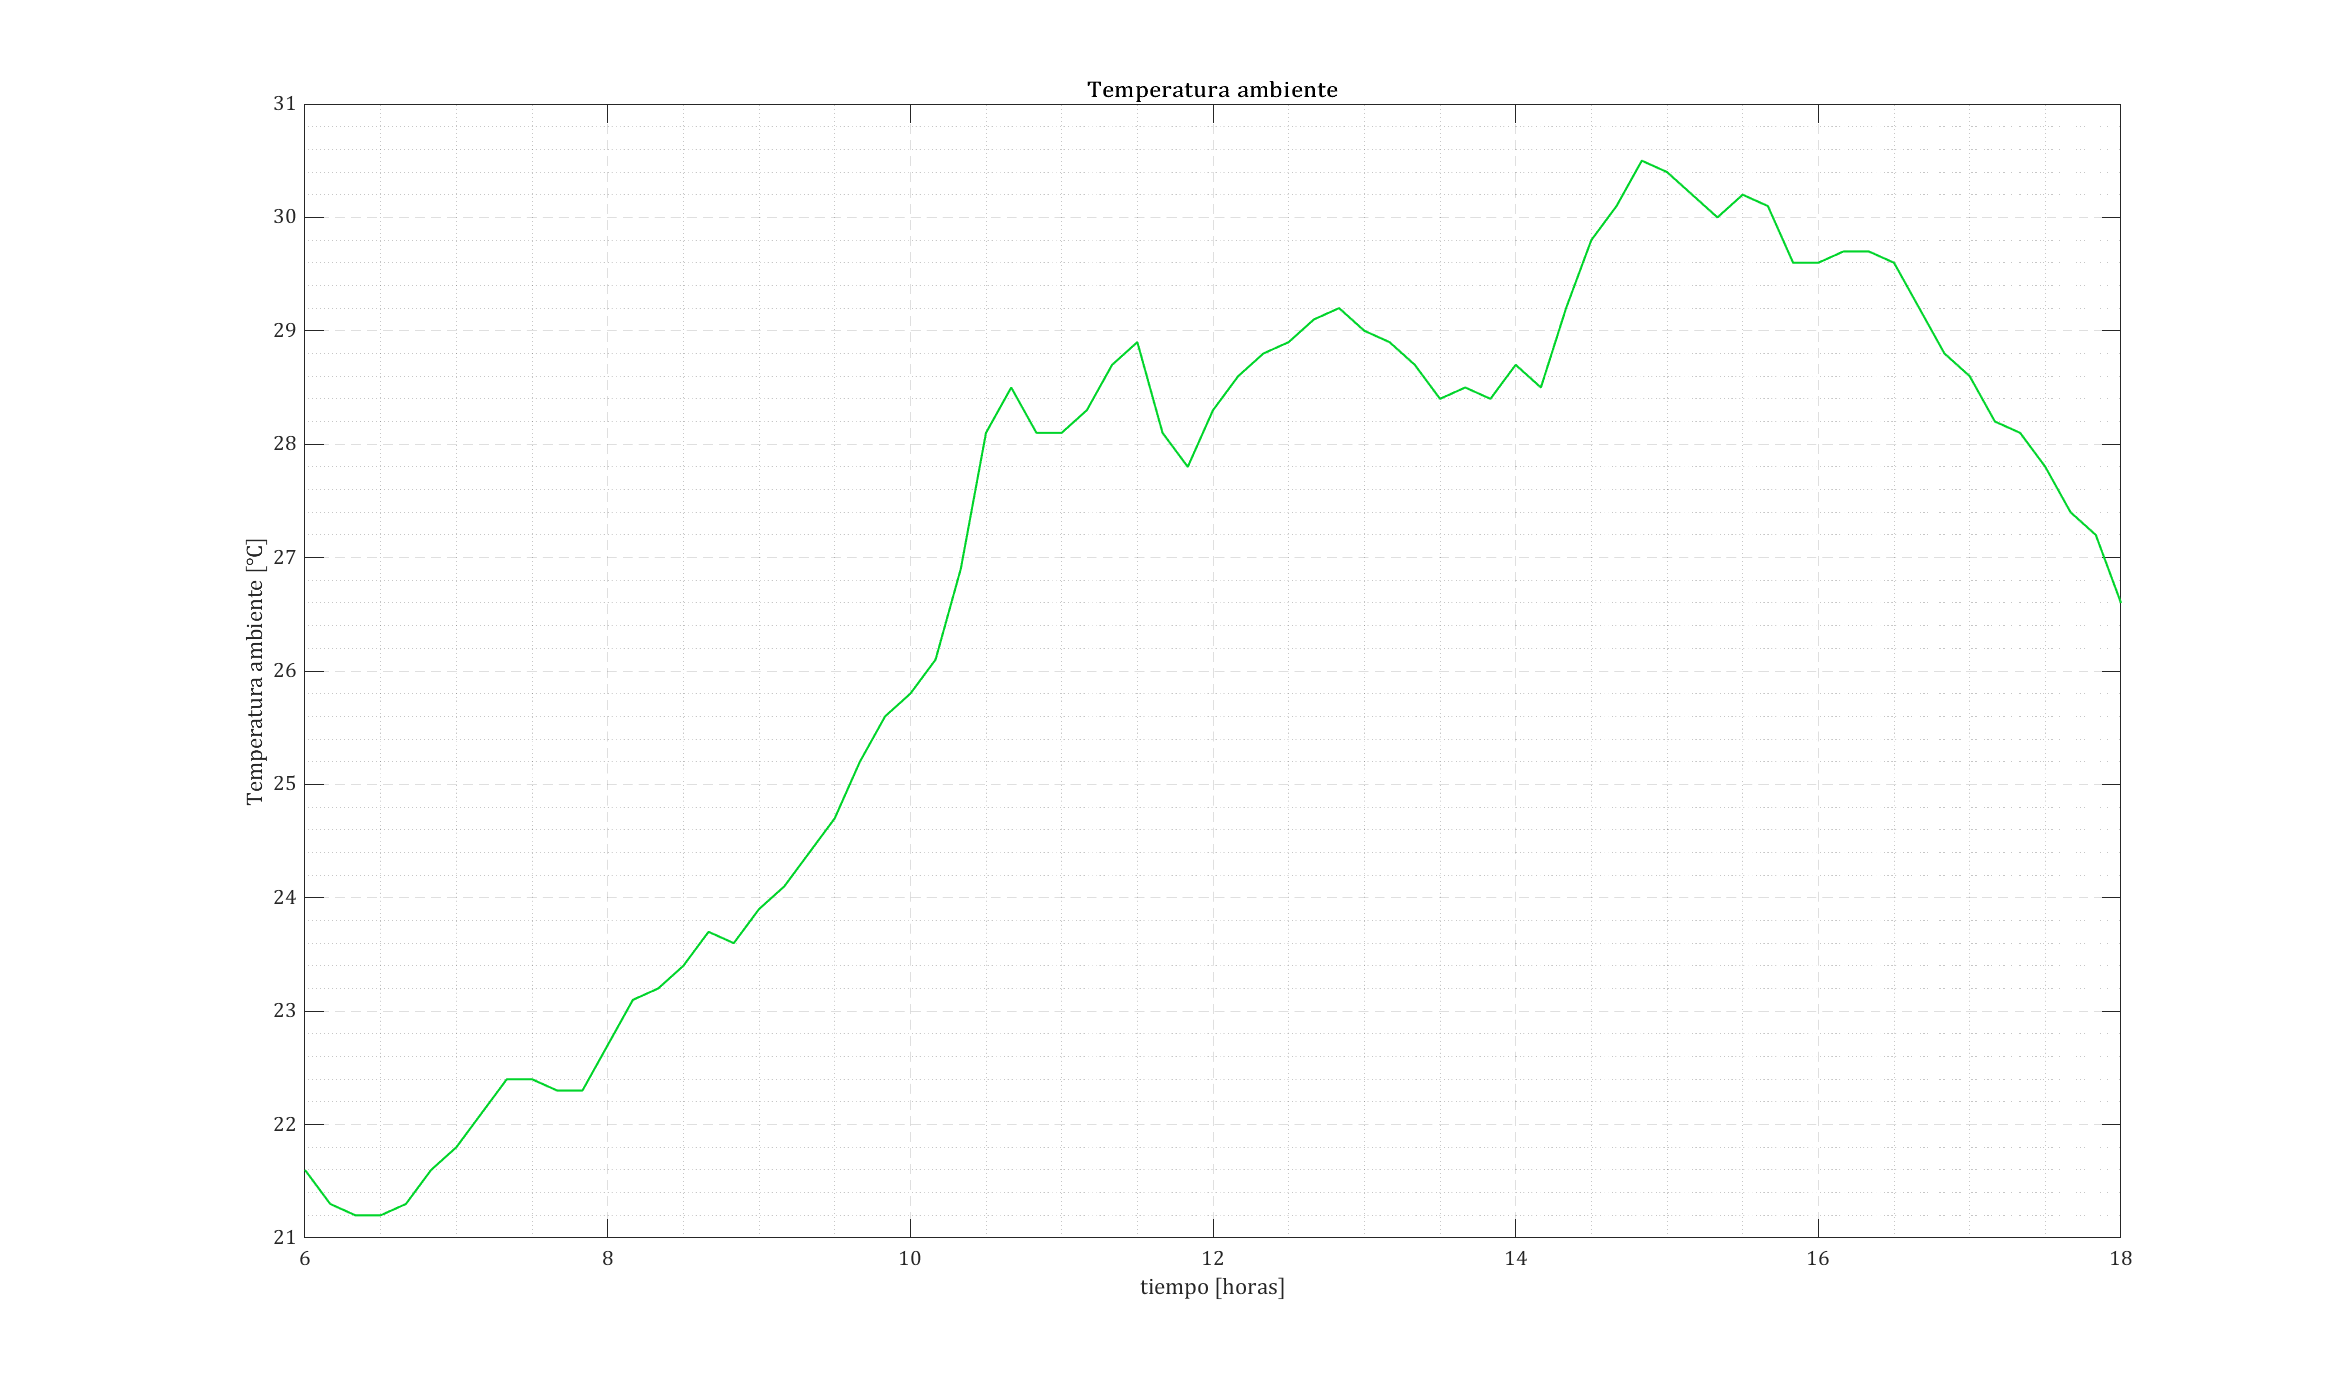 Temperatura ambiente
31
30
29
28
27
26
25
24
23
22
21
Temperatura ambiente [°C]
6 8 10 12 14 16 18
tiempo [horas]